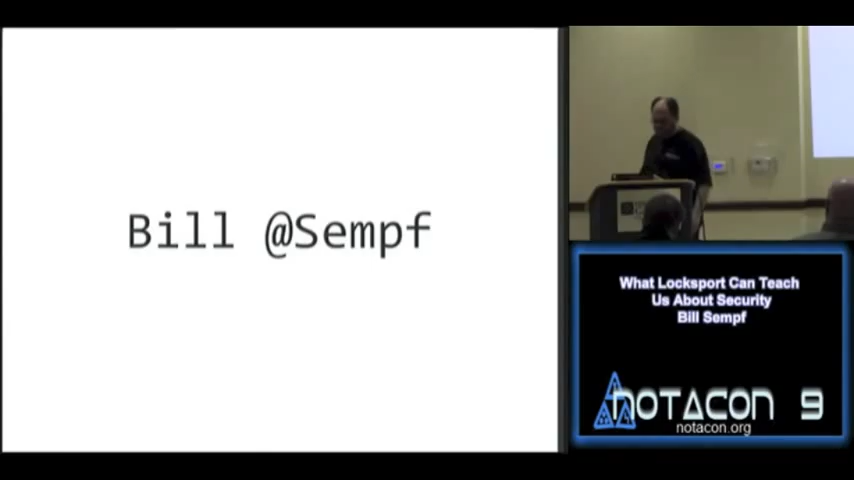 Bill @Sempf
What Locksport Can Teach
Us About Security
Bill Sempf
NOTACON 9
notacon.org